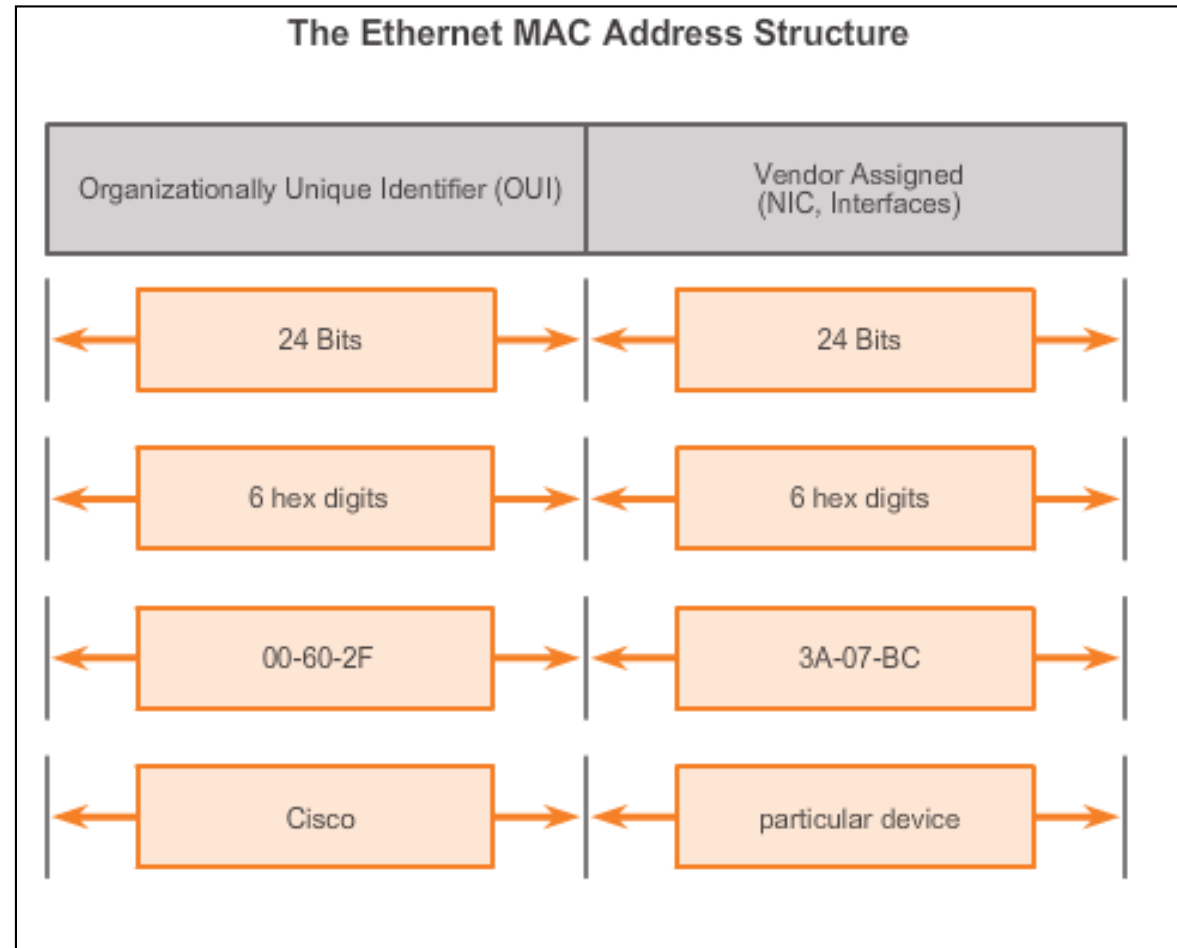 The Ethernet MAC Address Structure
Organizationally Unique Identifier (OUI)
Vendor Assigned
(NIC, Interfaces)
24 Bits
24 Bits
6 hex digits
6 hex digits
00-60-2F
3A-07-BC
Cisco
particular device